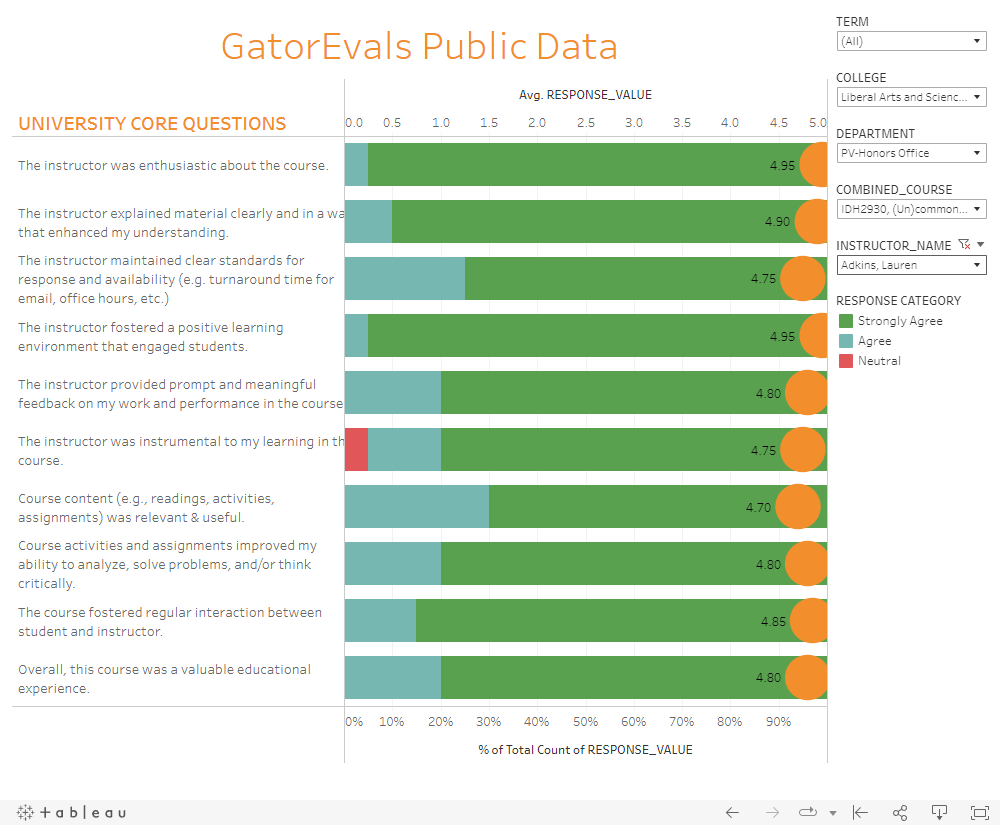 GatorEvals Public Data
TERM
(All)
COLLEGE
Liberal Arts and Scienc...
DEPARTMENT
PV-Honors Office
COMBINED_COURSE
IDH2930, (Un)common...
INSTRUCTOR_NAME
Adkins, Lauren
RESPONSE CATEGORY
Strongly Agree
Agree
Neutral
Avg. RESPONSE_VALUE
UNIVERSITY CORE QUESTIONS
0.0 0.5 1.0 1.5 2.0 2.5 3.0 3.5 4.0 4.5 5.0
The instructor was enthusiastic about the course.
4.95
The instructor explained material clearly and in a wa
that enhanced my understanding.
4.90
The instructor maintained clear standards for
response and availability (e.g. turnaround time for
email, office hours, etc.)
4.75
The instructor fostered a positive learning
environment that engaged students.
4.95
The instructor provided prompt and meaningful
feedback on my work and performance in the course
4.80
The instructor was instrumental to my learning in th
course.
4.75
Course content (e.g., readings, activities,
assignments) was relevant & useful.
4.70
Course activities and assignments improved my
ability to analyze, solve problems, and/or think
critically.
4.80
The course fostered regular interaction between
student and instructor.
4.85
Overall, this course was a valuable educational
experience.
4.80
0% 10% 20% 30% 40% 50% 60% 70% 80% 90%
% of Total Count of RESPONSE_VALUE
+ableau